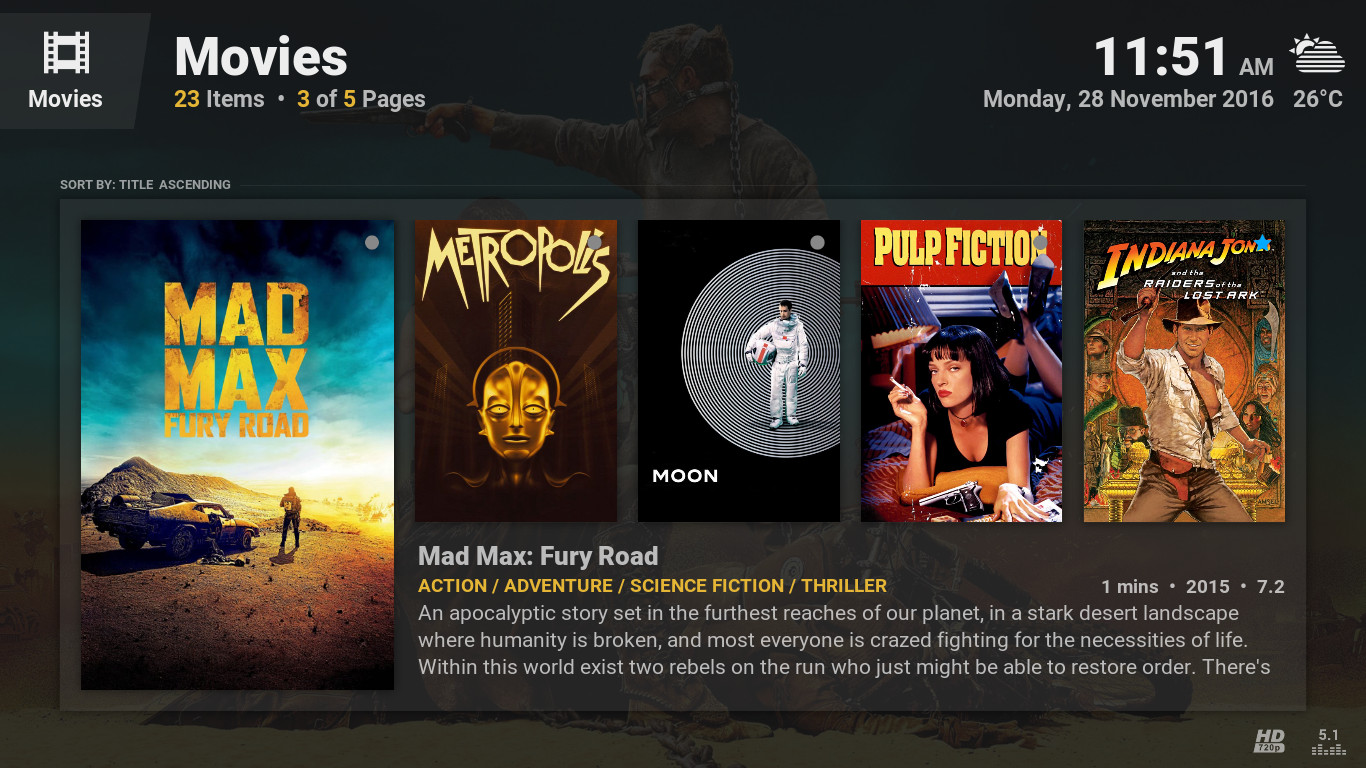 Movies
Movies
23 Items • 3 of 5 Pages
11:51 AM
Monday, 28 November 2016 26°C
SORT BY: TITLE ASCENDING
MAD
MAX
FURY ROAD
METROPOLIS
MOON
PULP FICTION
INDIANA JON
and the
RAIDERS of the
LOST ARK
AMSEL
Mad Max: Fury Road
ACTION / ADVENTURE / SCIENCE FICTION / THRILLER
1 mins • 2015 • 7.2
An apocalyptic story set in the furthest reaches of our planet, in a stark desert landscape
where humanity is broken, and most everyone is crazed fighting for the necessities of life.
Within this world exist two rebels on the run who just might be able to restore order. There's
HD
720p
5.1